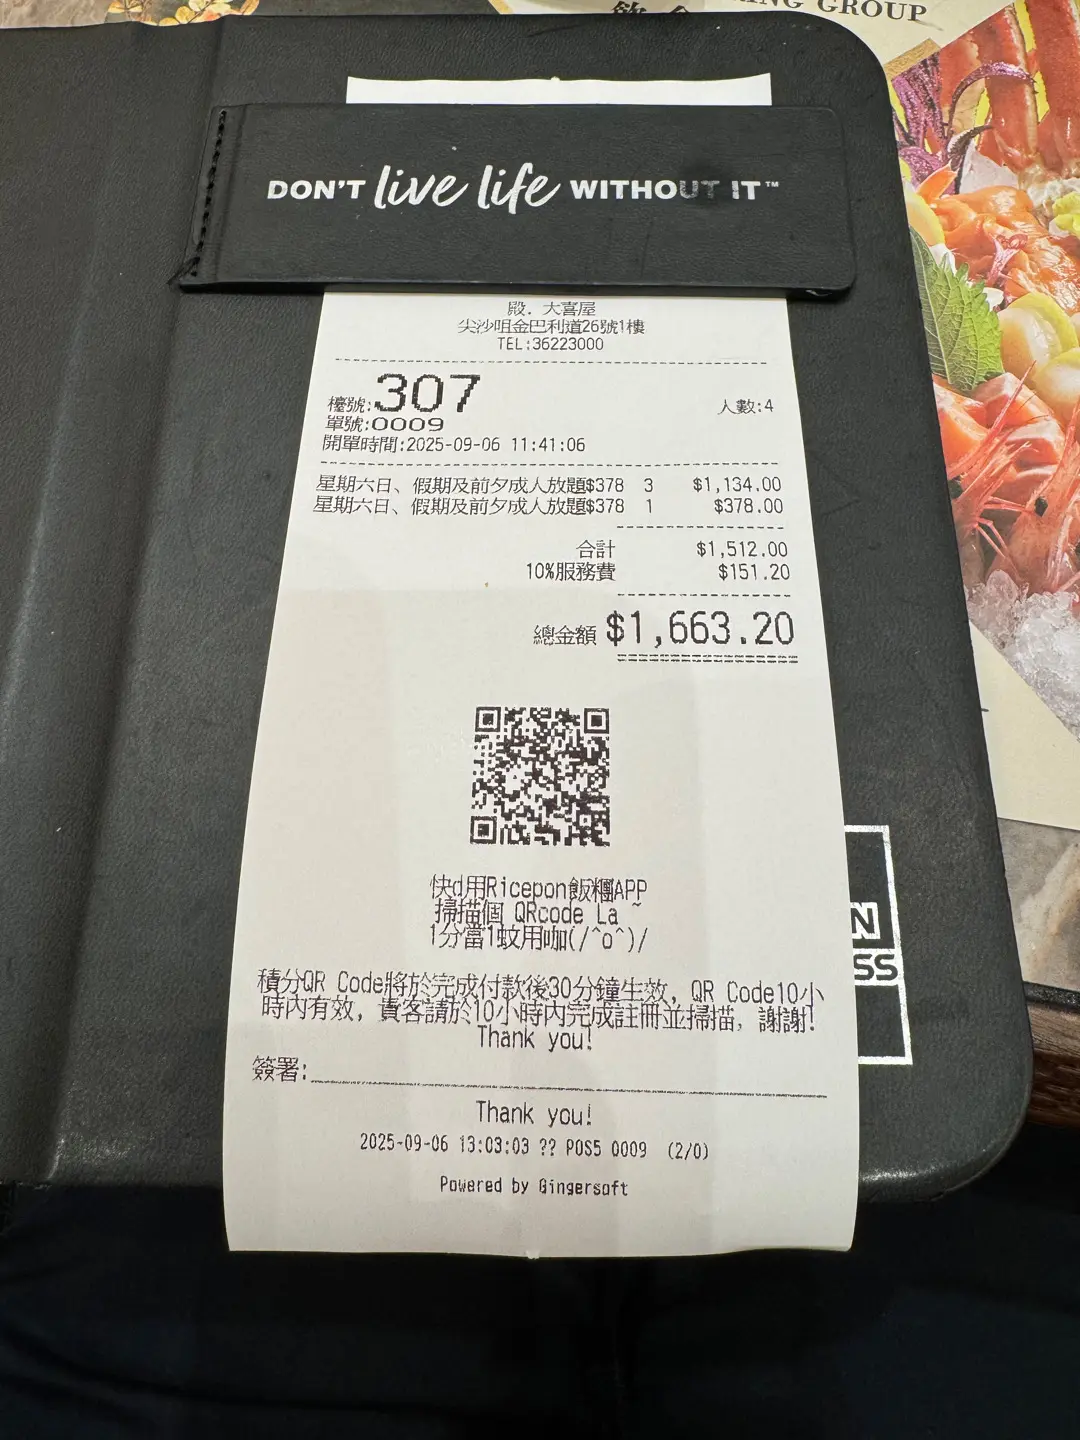 ING GROUP
DON'T live life WITHOUT IT™
殿. 大喜屋
尖沙咀金巴利道26號1樓
TEL:36223000
檯號:307
人數:4
單號:0009
開單時間:2025-09-06 11:41:06
星期六日、假期及前夕成人放題$378 3 $1,134.00
星期六日、假期及前夕成人放題$378 1 $378.00
合計 $1,512.00
10%服務費 $151.20
總金額 $1,663.20
快d用Ricepon飯糰APP
掃描個 QRcode La ~
1分當1蚊用咖(/^o^)/
積分QR Code將於完成付款後30分鐘生效, QR Code10小
時內有效, 貴客請於10小時內完成註冊並掃描, 謝謝!
Thank you!
簽署:
Thank you!
2025-09-06 13:03:03 ?? POS5 0009 (2/0)
Powered by Gingersoft
N
SS